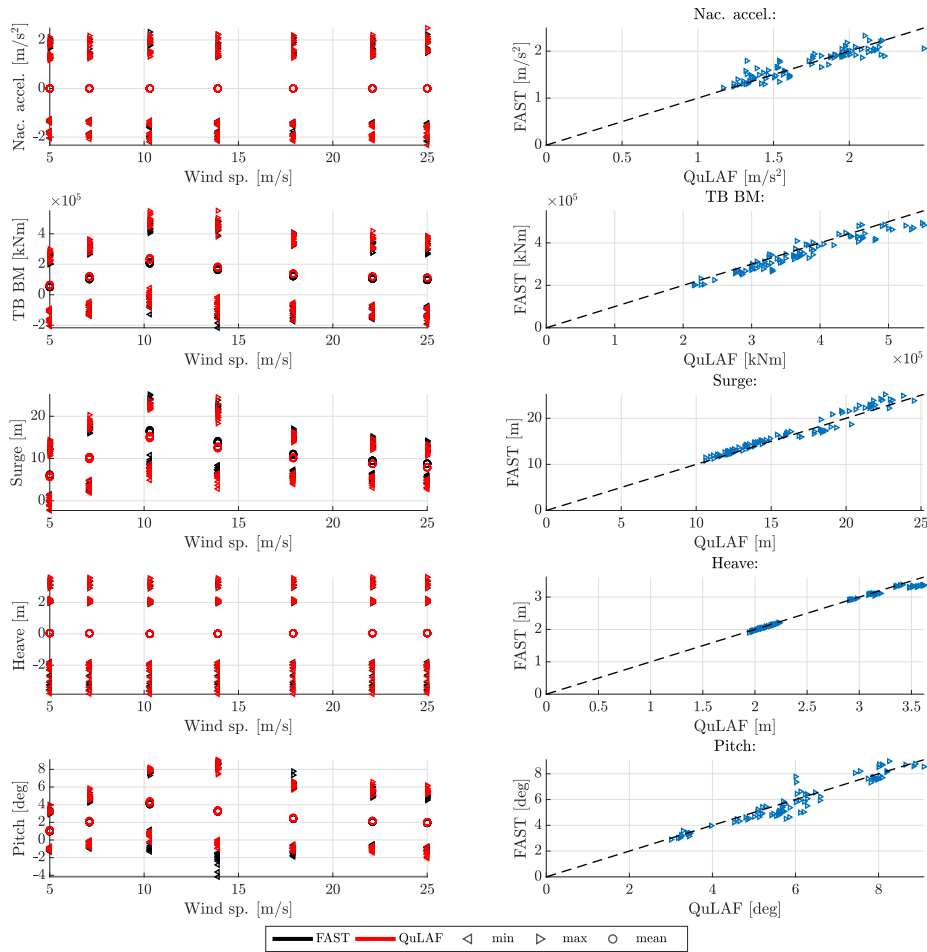 Nac. accel. [m/s²]
2
0
-2
5 10 15 20 25
Wind sp. [m/s]
Nac. accel.:
FAST [m/s²]
2
1
0
0 0.5 1 1.5 2
QuLAF [m/s²]
×10⁵
TB BM [kNm]
4
2
0
-2
5 10 15 20 25
Wind sp. [m/s]
TB BM:
×10⁵
FAST [kNm]
4
2
0
0 1 2 3 4 5
QuLAF [kNm]
×10⁵
Surge [m]
20
10
0
5 10 15 20 25
Wind sp. [m/s]
Surge:
FAST [m]
20
10
0
0 5 10 15 20 25
QuLAF [m]
Heave [m]
2
0
-2
5 10 15 20 25
Wind sp. [m/s]
Heave:
FAST [m]
3
2
1
0
0 0.5 1 1.5 2 2.5 3 3.5
QuLAF [m]
Pitch [deg]
8
6
4
2
0
-2
-4
5 10 15 20 25
Wind sp. [m/s]
Pitch:
FAST [deg]
8
6
4
2
0
0 2 4 6 8
QuLAF [deg]
FAST QuLAF min max mean